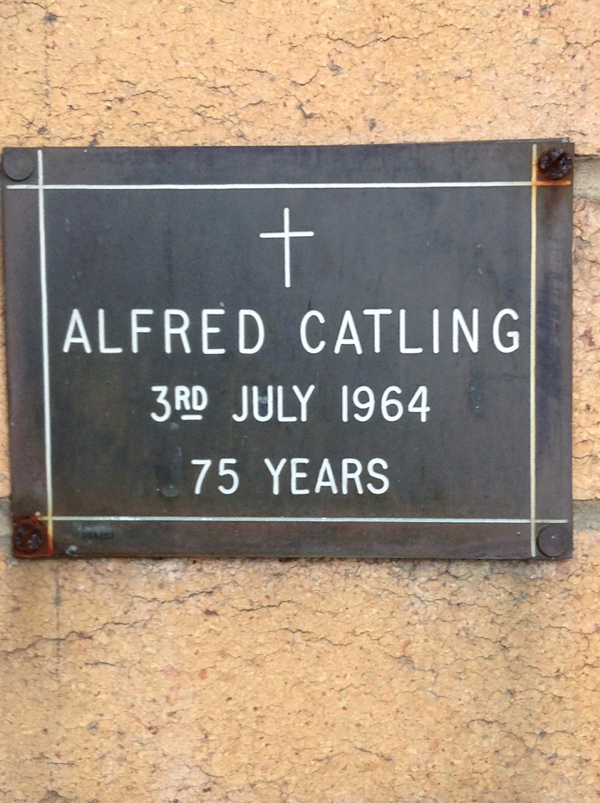 ALFRED CATLING
3RD JULY 1964
75 YEARS